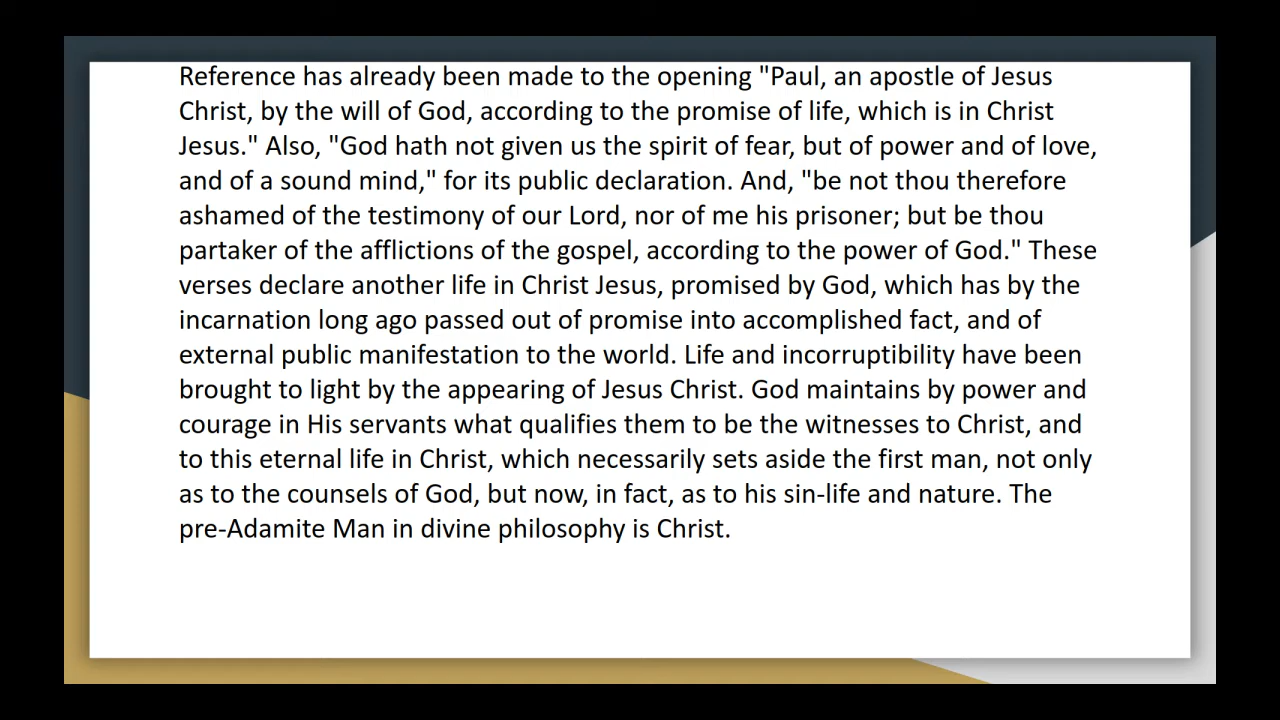 Reference has already been made to the opening "Paul, an apostle of Jesus
Christ, by the will of God, according to the promise of life, which is in Christ
Jesus." Also, "God hath not given us the spirit of fear, but of power and of love,
and of a sound mind," for its public declaration. And, "be not thou therefore
ashamed of the testimony of our Lord, nor of me his prisoner; but be thou
partaker of the afflictions of the gospel, according to the power of God." These
verses declare another life in Christ Jesus, promised by God, which has by the
incarnation long ago passed out of promise into accomplished fact, and of
external public manifestation to the world. Life and incorruptibility have been
brought to light by the appearing of Jesus Christ. God maintains by power and
courage in His servants what qualifies them to be the witnesses to Christ, and
to this eternal life in Christ, which necessarily sets aside the first man, not only
as to the counsels of God, but now, in fact, as to his sin-life and nature. The
pre-Adamite Man in divine philosophy is Christ.